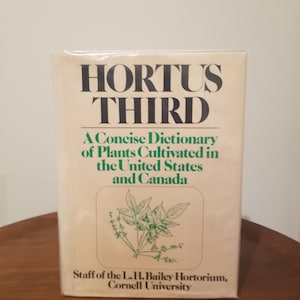 HORTUS
THIRD
A Concise Dictionary
of Plants Cultivated in
the United States
and Canada
Staff of the L. H. Bailey Hortorium,
Cornell University